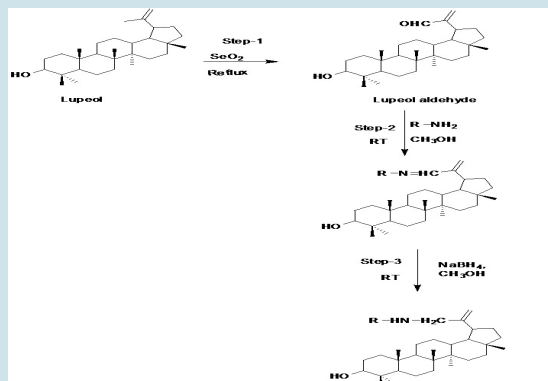 Step-1
SeO2
Reflux
HO
Lupeol
OHC
HO
Lupeol aldehyde
Step-2
R -NH2
RT
CH3OH
R -N =HC
HO
Step-3
NaBH4,
CH3OH
RT
R -HN -H2C
HO